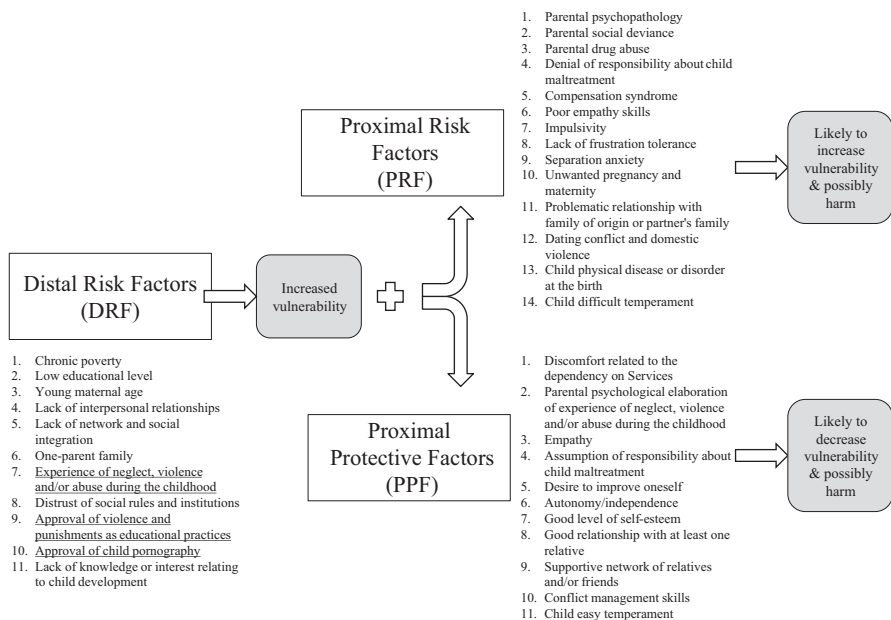 Distal Risk Factors
(DRF)
1. Chronic poverty
2. Low educational level
3. Young maternal age
4. Lack of interpersonal relationships
5. Lack of network and social
integration
6. One-parent family
7. Experience of neglect, violence
and/or abuse during the childhood
8. Distrust of social rules and institutions
9. Approval of violence and
punishments as educational practices
10. Approval of child pornography
11. Lack of knowledge or interest relating
to child development
Increased
vulnerability
Proximal Risk
Factors
(PRF)
1. Parental psychopathology
2. Parental social deviance
3. Parental drug abuse
4. Denial of responsibility about child
maltreatment
5. Compensation syndrome
6. Poor empathy skills
7. Impulsivity
8. Lack of frustration tolerance
9. Separation anxiety
10. Unwanted pregnancy and
maternity
11. Problematic relationship with
family of origin or partner's family
12. Dating conflict and domestic
violence
13. Child physical disease or disorder
at the birth
14. Child difficult temperament
Likely to
increase
vulnerability
& possibly
harm
Proximal
Protective Factors
(PPF)
1. Discomfort related to the
dependency on Services
2. Parental psychological elaboration
of experience of neglect, violence
and/or abuse during the childhood
3. Empathy
4. Assumption of responsibility about
child maltreatment
5. Desire to improve oneself
6. Autonomy/independence
7. Good level of self-esteem
8. Good relationship with at least one
relative
9. Supportive network of relatives
and/or friends
10. Conflict management skills
11. Child easy temperament
Likely to
decrease
vulnerability
& possibly
harm